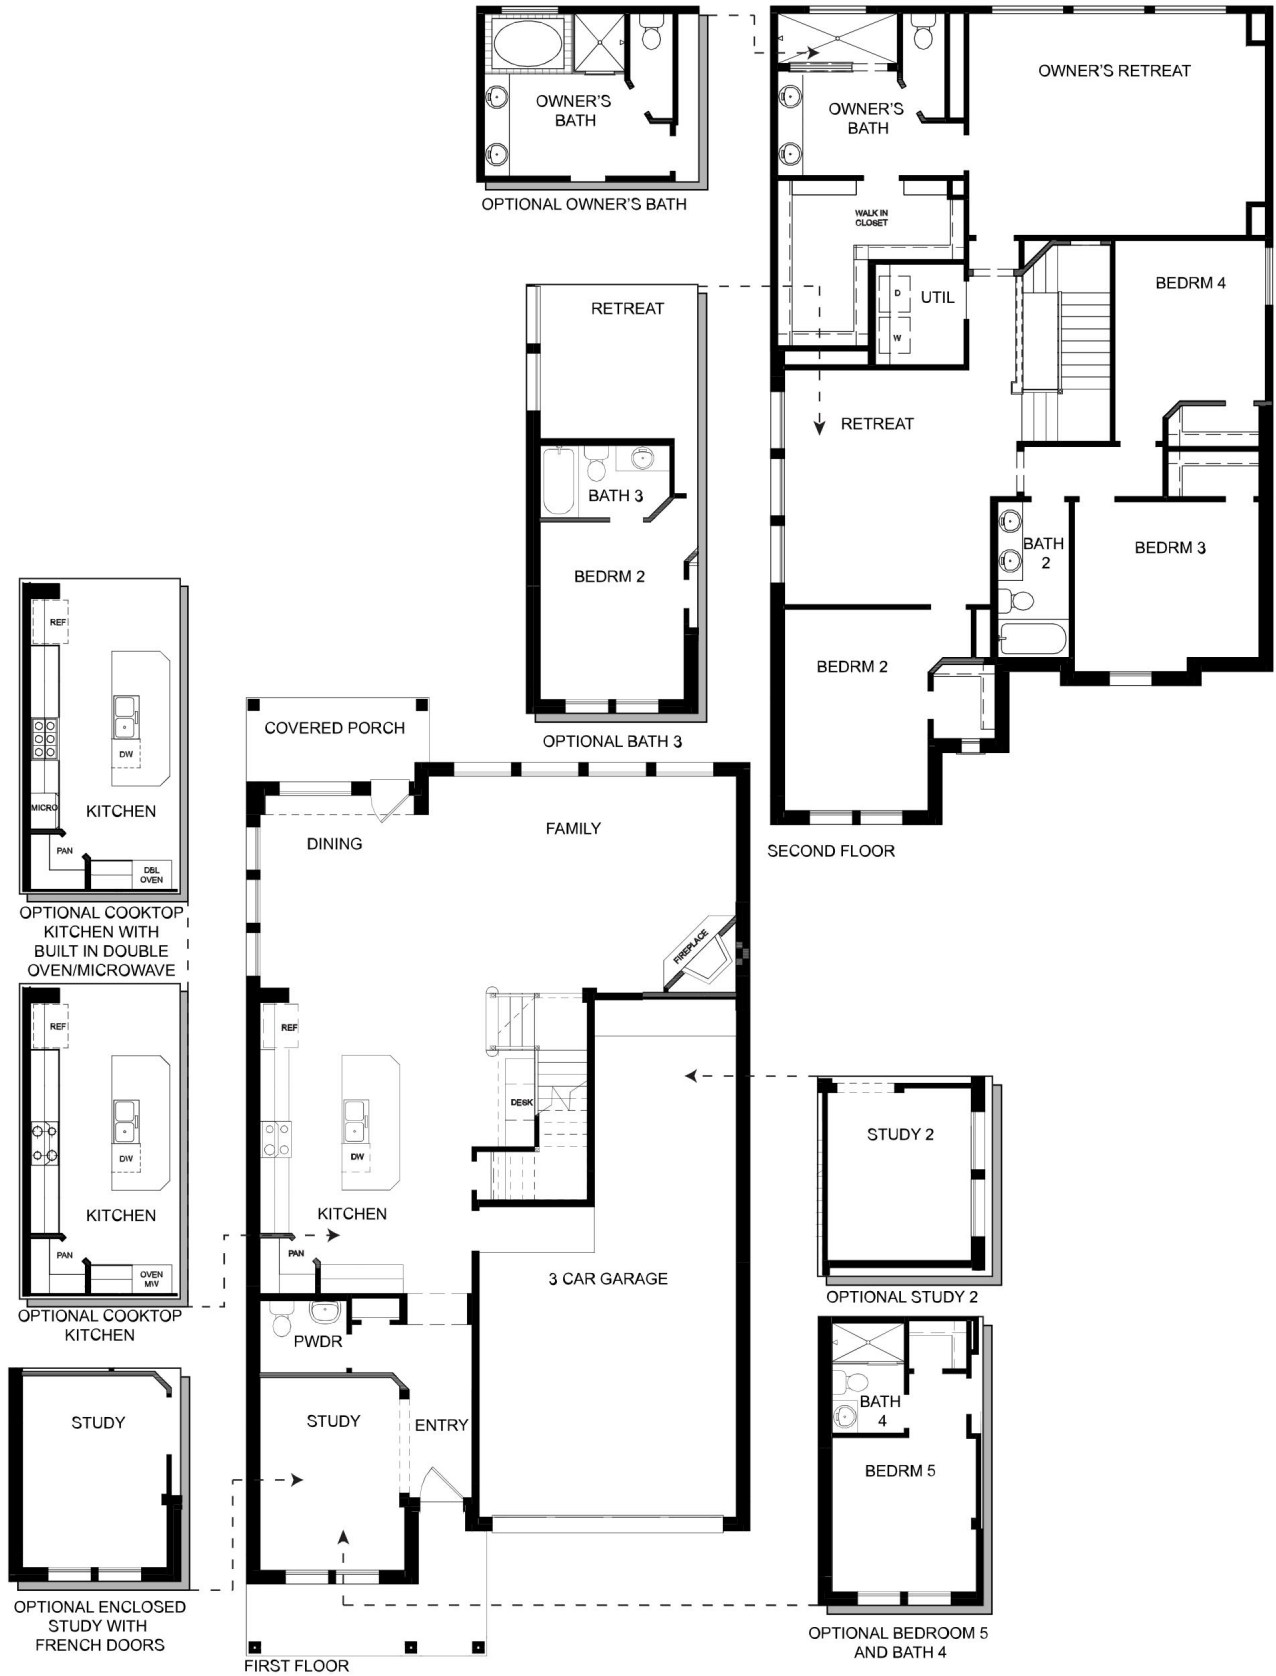 OWNER'S
BATH
OPTIONAL OWNER'S BATH
OWNER'S RETREAT
OWNER'S
BATH
WALK IN
CLOSET
D
W
UTIL
BEDRM 4
RETREAT
BATH
2
BEDRM 3
BEDRM 2
SECOND FLOOR
RETREAT
BATH 3
BEDRM 2
OPTIONAL BATH 3
REF
DW
MICRO
KITCHEN
PAN
DBL
OVEN
OPTIONAL COOKTOP
KITCHEN WITH
BUILT IN DOUBLE
OVEN/MICROWAVE
REF
DW
KITCHEN
PAN
OVEN
MW
OPTIONAL COOKTOP
KITCHEN
STUDY
OPTIONAL ENCLOSED
STUDY WITH
FRENCH DOORS
COVERED PORCH
DINING
FAMILY
FIREPLACE
REF
DESK
DW
KITCHEN
PAN
3 CAR GARAGE
PWDR
STUDY
ENTRY
FIRST FLOOR
STUDY 2
OPTIONAL STUDY 2
BATH
4
BEDRM 5
OPTIONAL BEDROOM 5
AND BATH 4